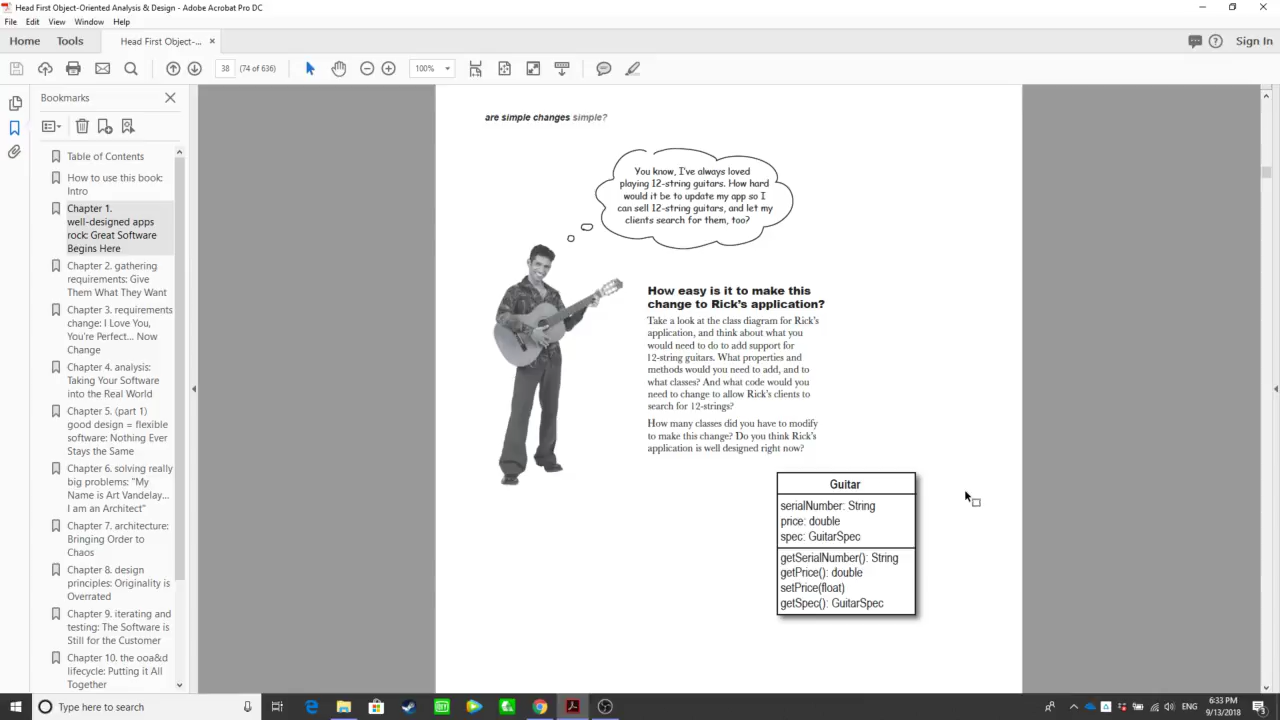 Head First Object-Oriented Analysis & Design - Adobe Acrobat Pro DC
File Edit View Window Help
Home Tools Head First Object-... ×
Sign In
38 (74 of 636)
100%
Bookmarks
Table of Contents
How to use this book:
Intro
Chapter 1.
well-designed apps
rock: Great Software
Begins Here
Chapter 2. gathering
requirements: Give
Them What They Want
Chapter 3. requirements
change: I Love You,
You're Perfect... Now
Change
Chapter 4. analysis:
Taking Your Software
into the Real World
Chapter 5. (part 1)
good design = flexible
software: Nothing Ever
Stays the Same
Chapter 6. solving really
big problems: "My
Name is Art Vandelay...
I am an Architect"
Chapter 7. architecture:
Bringing Order to
Chaos
Chapter 8. design
principles: Originality is
Overrated
Chapter 9. iterating and
testing: The Software is
Still for the Customer
Chapter 10. the ooa&d
lifecycle: Putting it All
Together
are simple changes simple?
You know, I've always loved
playing 12-string guitars. How hard
would it be to update my app so I
can sell 12-string guitars, and let my
clients search for them, too?
How easy is it to make this
change to Rick's application?
Take a look at the class diagram for Rick's
application, and think about what you
would need to do to add support for
12-string guitars. What properties and
methods would you need to add, and to
what classes? And what code would you
need to change to allow Rick's clients to
search for 12-strings?
How many classes did you have to modify
to make this change? Do you think Rick's
application is well designed right now?
Guitar
serialNumber: String
price: double
spec: GuitarSpec
getSerialNumber(): String
getPrice(): double
setPrice(float)
getSpec(): GuitarSpec
Type here to search
ENG
6:33 PM
9/13/2018